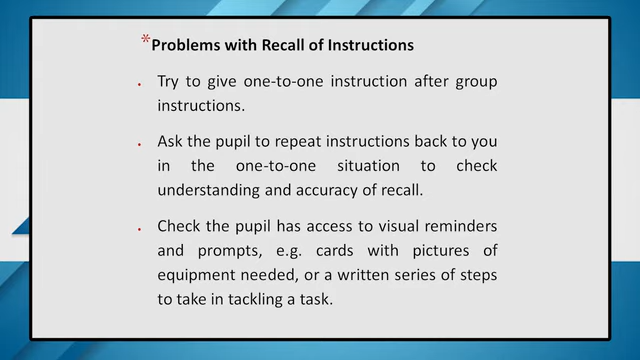 *Problems with Recall of Instructions
• Try to give one-to-one instruction after group
instructions.
• Ask the pupil to repeat instructions back to you
in the one-to-one situation to check
understanding and accuracy of recall.
• Check the pupil has access to visual reminders
and prompts, e.g. cards with pictures of
equipment needed, or a written series of steps
to take in tackling a task.